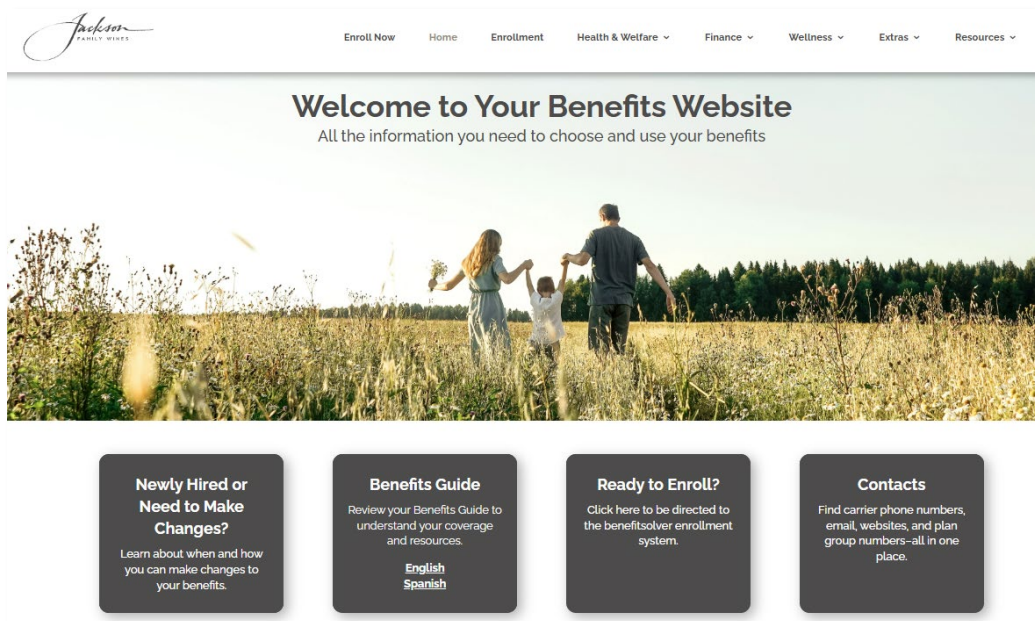 Jackson
FAMILY WINES
Enroll Now Home Enrollment Health & Welfare Finance Wellness Extras Resources
Welcome to Your Benefits Website
All the information you need to choose and use your benefits
Newly Hired or
Need to Make
Changes?
Learn about when and how
you can make changes to
your benefits.
Benefits Guide
Review your Benefits Guide to
understand your coverage
and resources.
English
Spanish
Ready to Enroll?
Click here to be directed to
the benefitsolver enrollment
system.
Contacts
Find carrier phone numbers,
email, websites, and plan
group numbers–all in one
place.